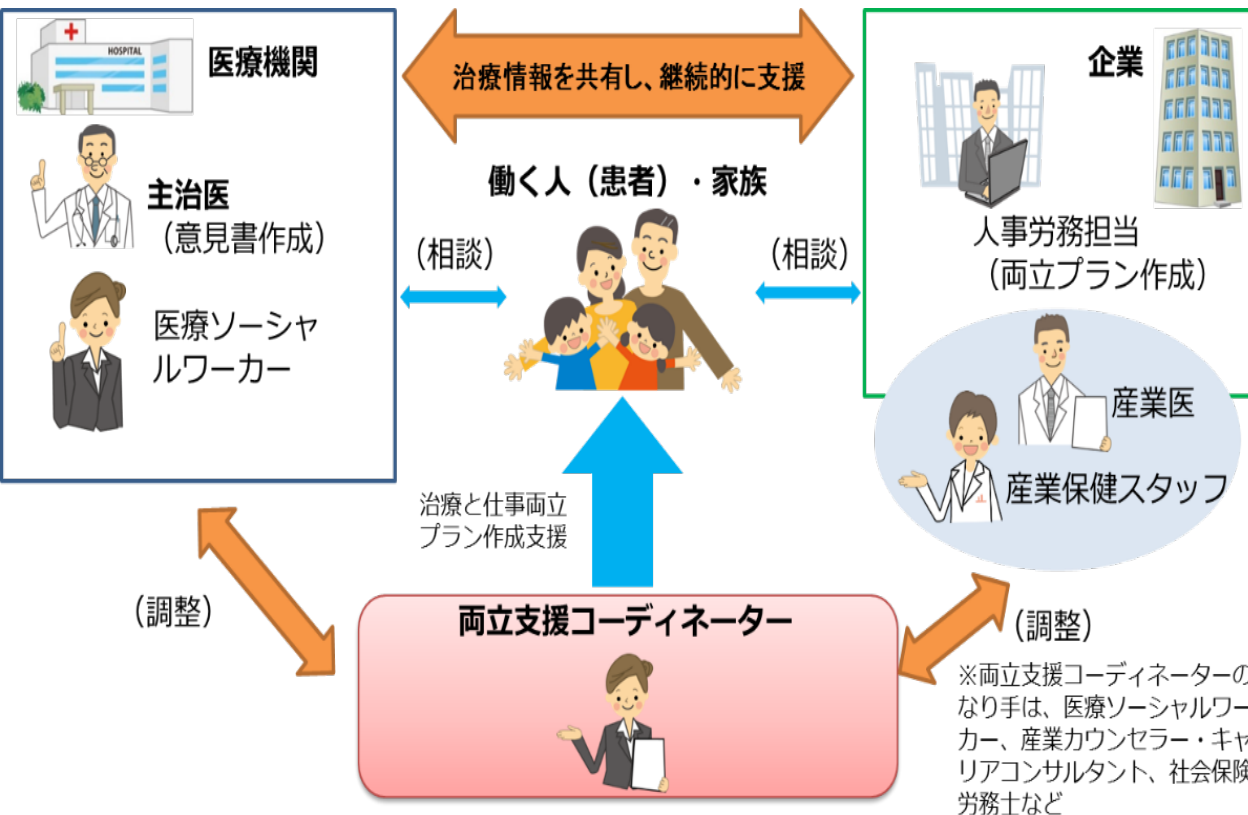 HOSPITAL
医療機関
治療情報を共有し、継続的に支援
企業
主治医
（意見書作成）
医療ソーシャ
ルワーカー
働く人（患者）・家族
（相談）
（相談）
人事労務担当
（両立プラン作成）
産業医
産業保健スタッフ
治療と仕事両立
プラン作成支援
（調整）
両立支援コーディネーター
（調整）
※両立支援コーディネーターの
なり手は、医療ソーシャルワー
カー、産業カウンセラー・キャ
リアコンサルタント、社会保険
労務士など